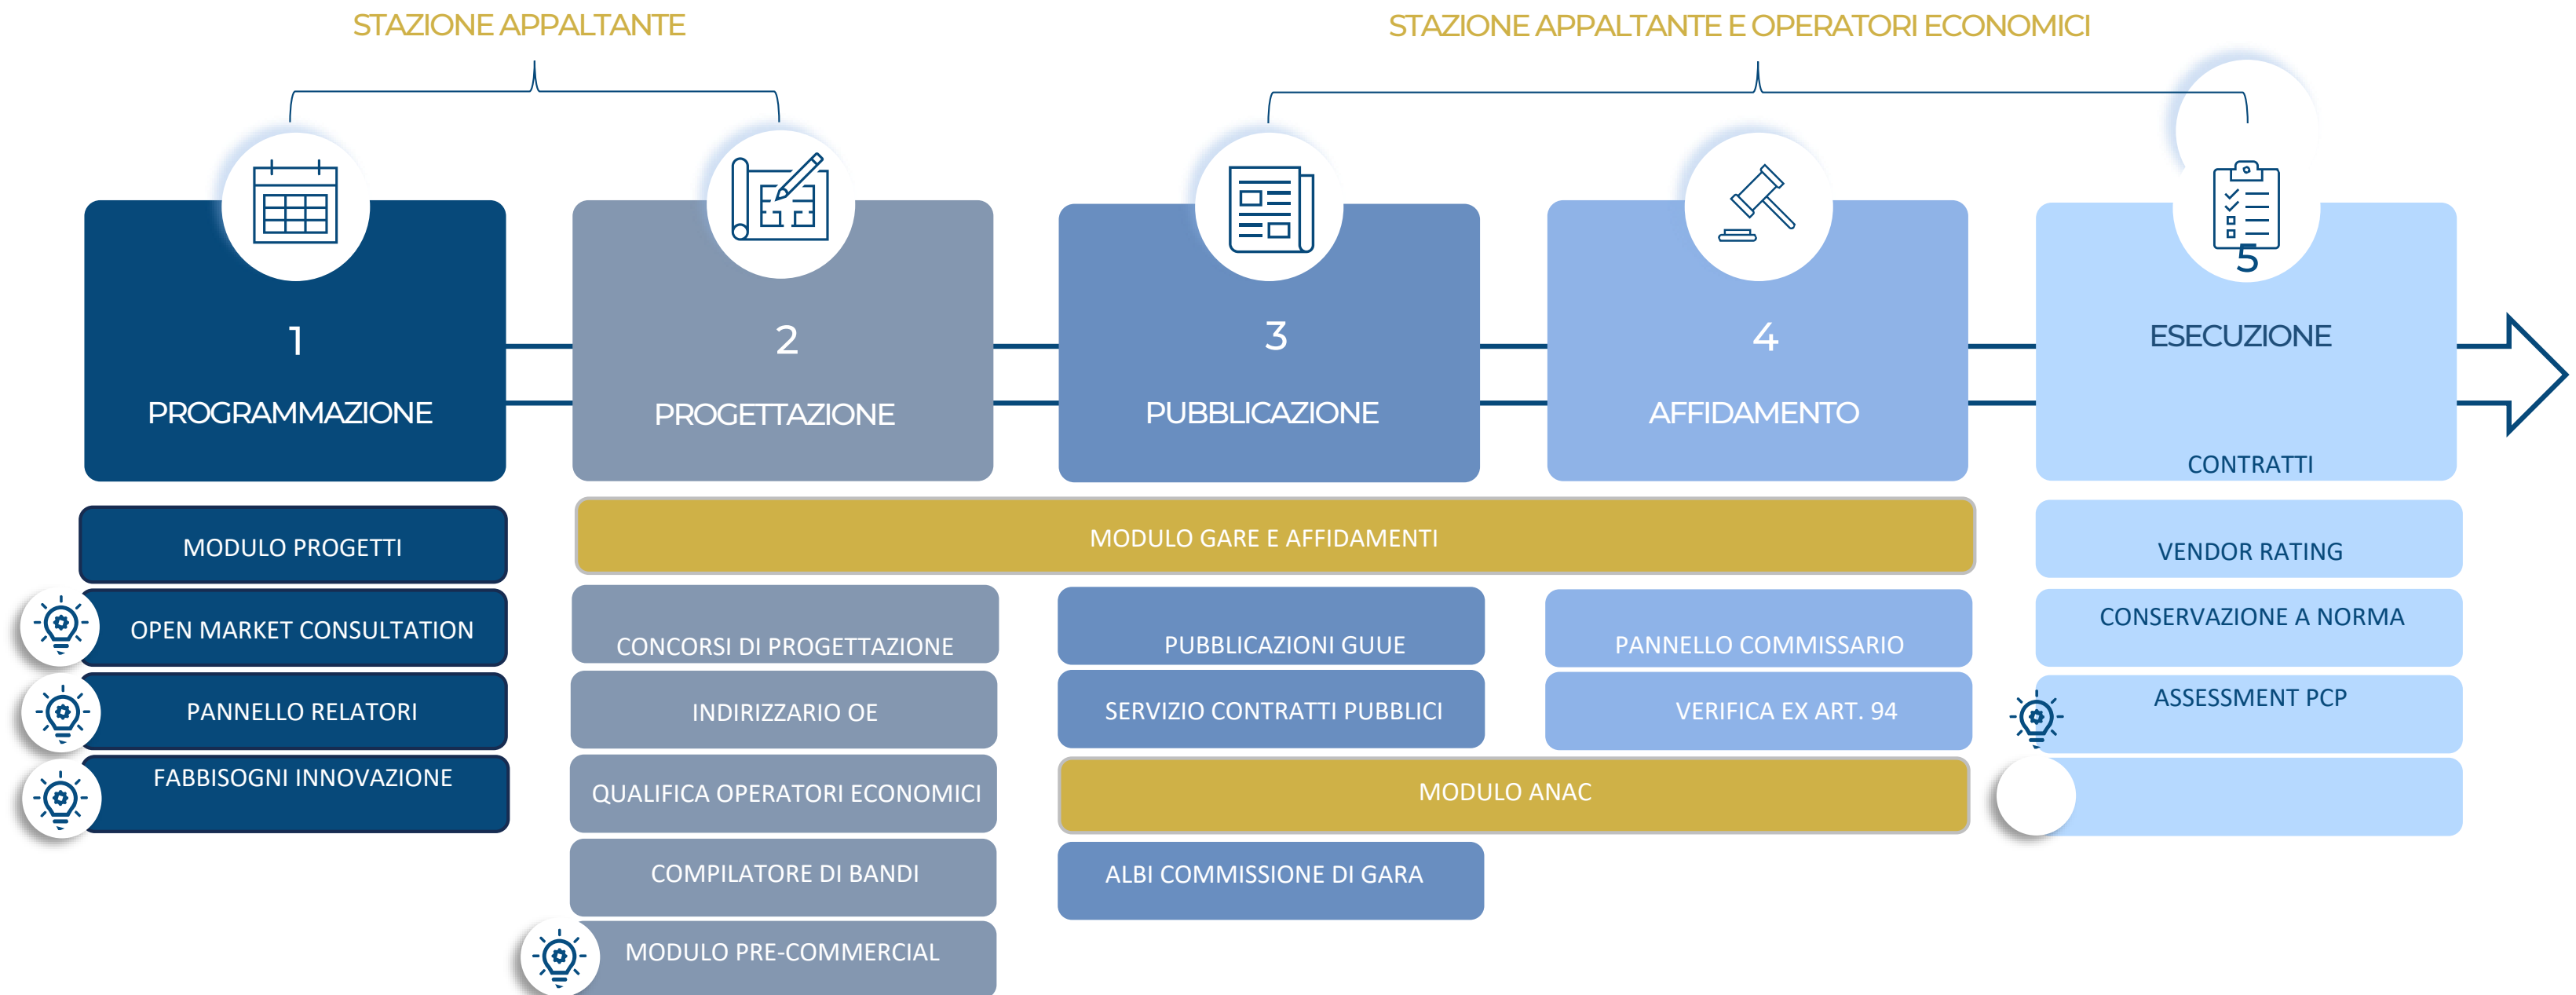 STAZIONE APPALTANTE
STAZIONE APPALTANTE E OPERATORI ECONOMICI
1
PROGRAMMAZIONE
2
PROGETTAZIONE
3
PUBBLICAZIONE
4
AFFIDAMENTO
5
ESECUZIONE
MODULO PROGETTI
OPEN MARKET CONSULTATION
PANNELLO RELATORI
FABBISOGNI INNOVAZIONE
MODULO GARE E AFFIDAMENTI
CONCORSI DI PROGETTAZIONE
INDIRIZZARIO OE
QUALIFICA OPERATORI ECONOMICI
COMPILATORE DI BANDI
MODULO PRE-COMMERCIAL
PUBBLICAZIONI GUUE
SERVIZIO CONTRATTI PUBBLICI
MODULO ANAC
ALBI COMMISSIONE DI GARA
PANNELLO COMMISSARIO
VERIFICA EX ART. 94
CONTRATTI
VENDOR RATING
CONSERVAZIONE A NORMA
ASSESSMENT PCP